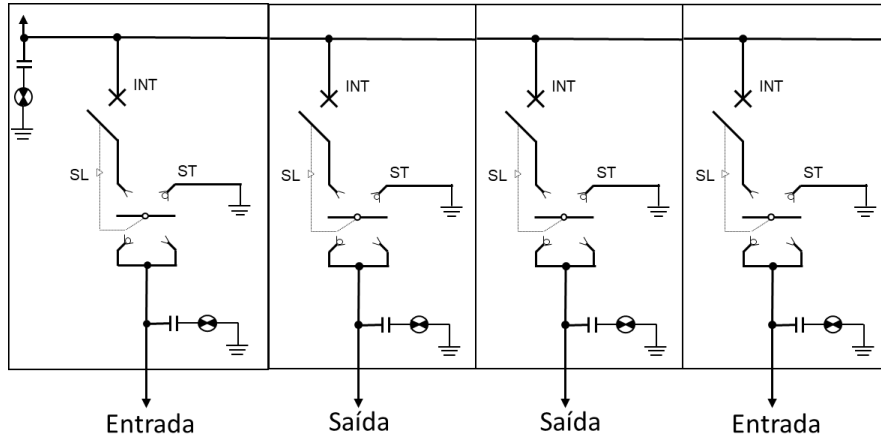 INT
INT
INT
INT
SL
ST
SL
ST
SL
ST
SL
ST
Entrada
Saída
Saída
Entrada